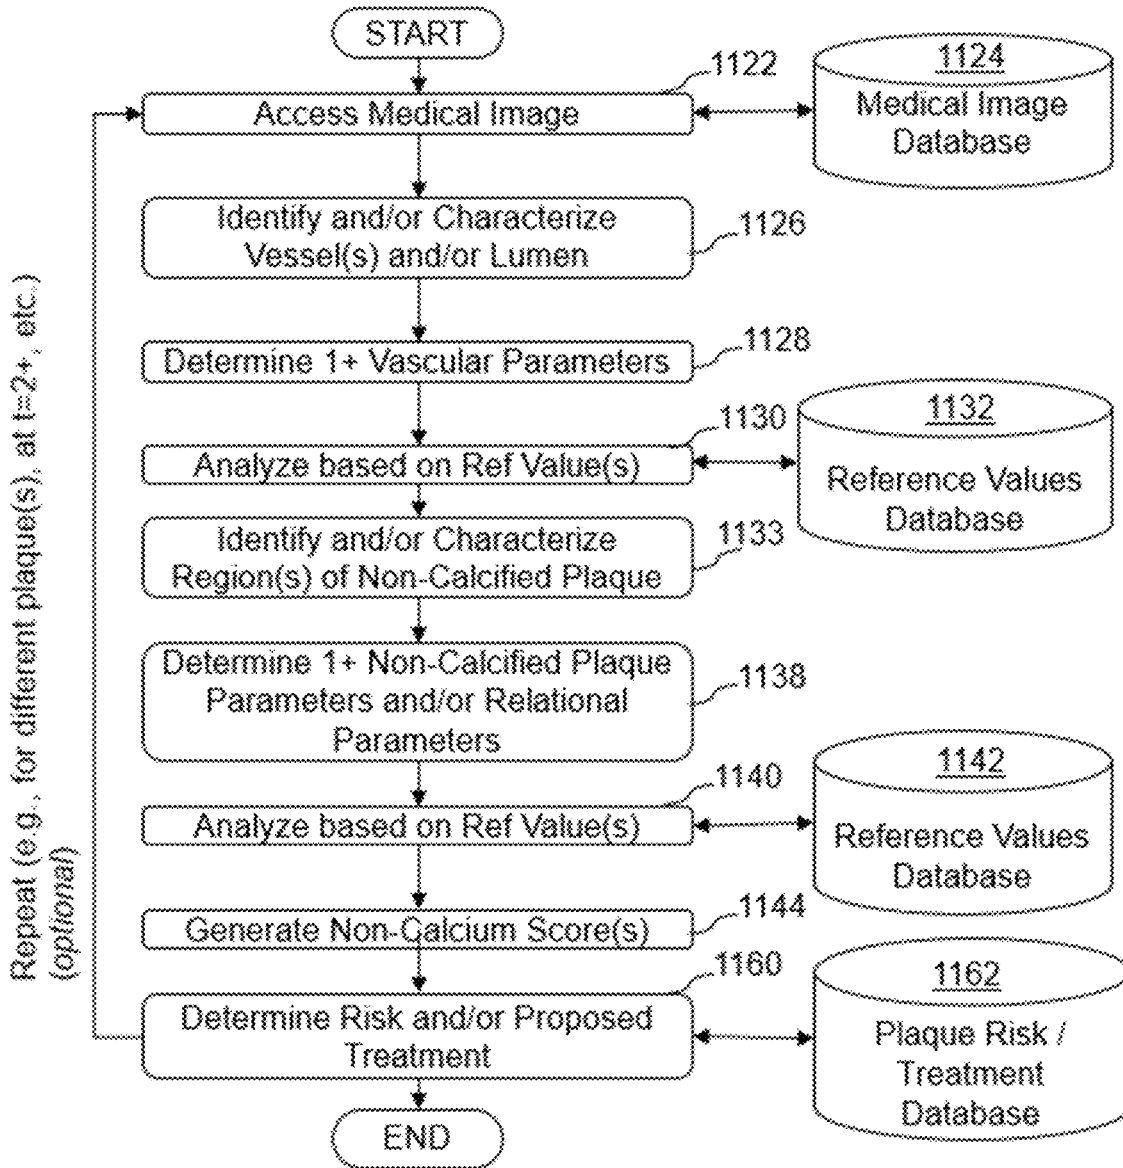 START
1122
Access Medical Image
1124
Medical Image
Database
Identify and/or Characterize
Vessel(s) and/or Lumen
1126
Determine 1+ Vascular Parameters
1128
Analyze based on Ref Value(s)
1130
1132
Reference Values
Database
Identify and/or Characterize
Region(s) of Non-Calcified Plaque
1133
Determine 1+ Non-Calcified Plaque
Parameters and/or Relational
Parameters
1138
Analyze based on Ref Value(s)
1140
1142
Reference Values
Database
Generate Non-Calcium Score(s)
1144
Determine Risk and/or Proposed
Treatment
1160
1162
Plaque Risk /
Treatment
Database
END
Repeat (e.g., for different plaque(s), at t=2+, etc.)
(optional)